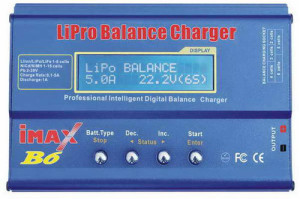 LiPro Balance Charger
DISPLAY
LiPo BALANCE
5.0A 22.2V(6S)
Professional Intelligent Digital Balance Charger
imax
B6
Batt.Type Dec. Inc. Start
Stop Status Enter
OUTPUT
FC CE